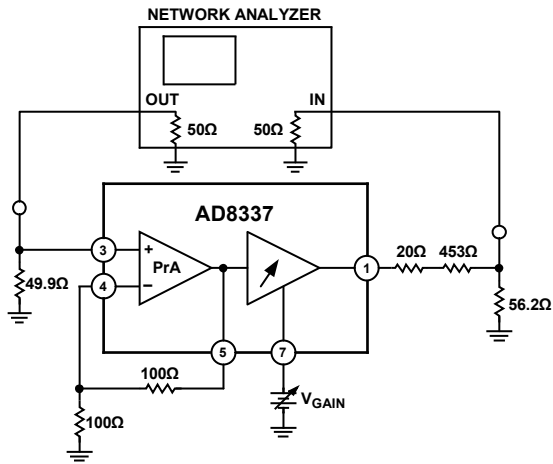 NETWORK ANALYZER
OUT
IN
50Ω
50Ω
AD8337
3
+
PrA
4
−
1
20Ω
453Ω
49.9Ω
56.2Ω
5
7
100Ω
VGAIN
100Ω